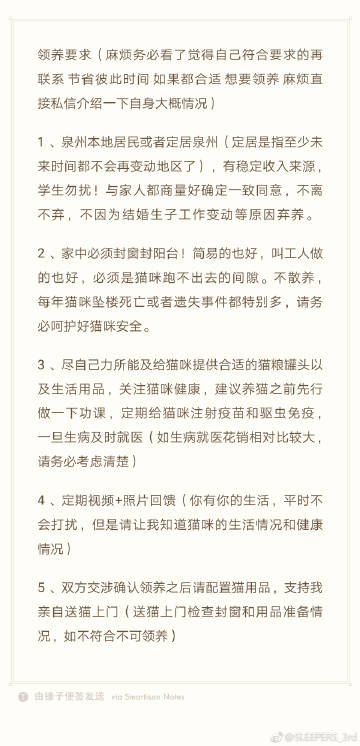 领养要求（麻烦务必看了觉得自己符合要求的再
联系 节省彼此时间 如果都合适 想要领养 麻烦直
接私信介绍一下自身大概情况）
1 、泉州本地居民或者定居泉州（定居是指至少未
来时间都不会再变动地区了），有稳定收入来源，
学生勿扰！与家人都商量好确定一致同意，不离
不弃，不因为结婚生子工作变动等原因弃养。
2 、家中必须封窗封阳台！简易的也好，叫工人做
的也好，必须是猫咪跑不出去的间隙。不散养，
每年猫咪坠楼死亡或者遗失事件都特别多，请务
必呵护好猫咪安全。
3 、尽自己力所能及给猫咪提供合适的猫粮罐头以
及生活用品，关注猫咪健康，建议养猫之前先行
做一下功课，定期给猫咪注射疫苗和驱虫免疫，
一旦生病及时就医（如生病就医花销相对比较大，
请务必考虑清楚）
4 、定期视频+照片回馈（你有你的生活，平时不
会打扰，但是请让我知道猫咪的生活情况和健康
情况）
5 、双方交涉确认领养之后请配置猫用品，支持我
亲自送猫上门（送猫上门检查封窗和用品准备情
况，如不符合不可领养）
由锤子便签发送 via Smartisan Notes
@SLEEPERS_3rd